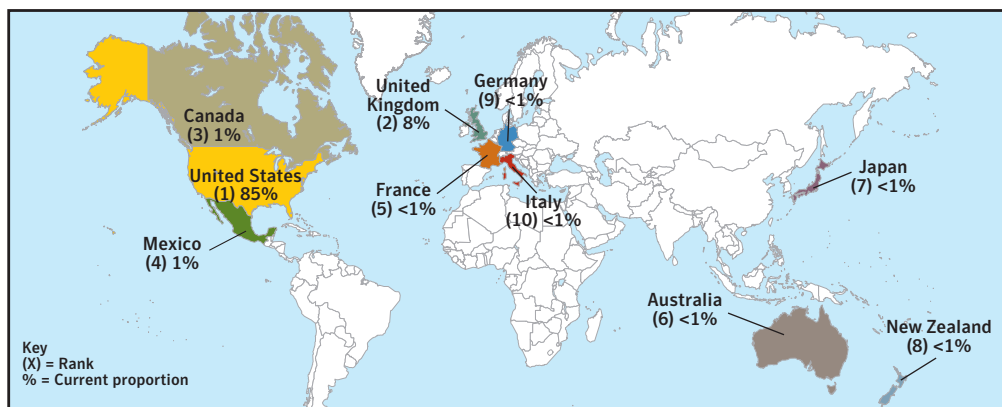 United
Kingdom
(2) 8%
Germany
(9) <1%
Canada
(3) 1%
United States
(1) 85%
France
(5) <1%
Italy
(10) <1%
Japan
(7) <1%
Mexico
(4) 1%
Australia
(6) <1%
New Zealand
(8) <1%
Key
(X) = Rank
% = Current proportion